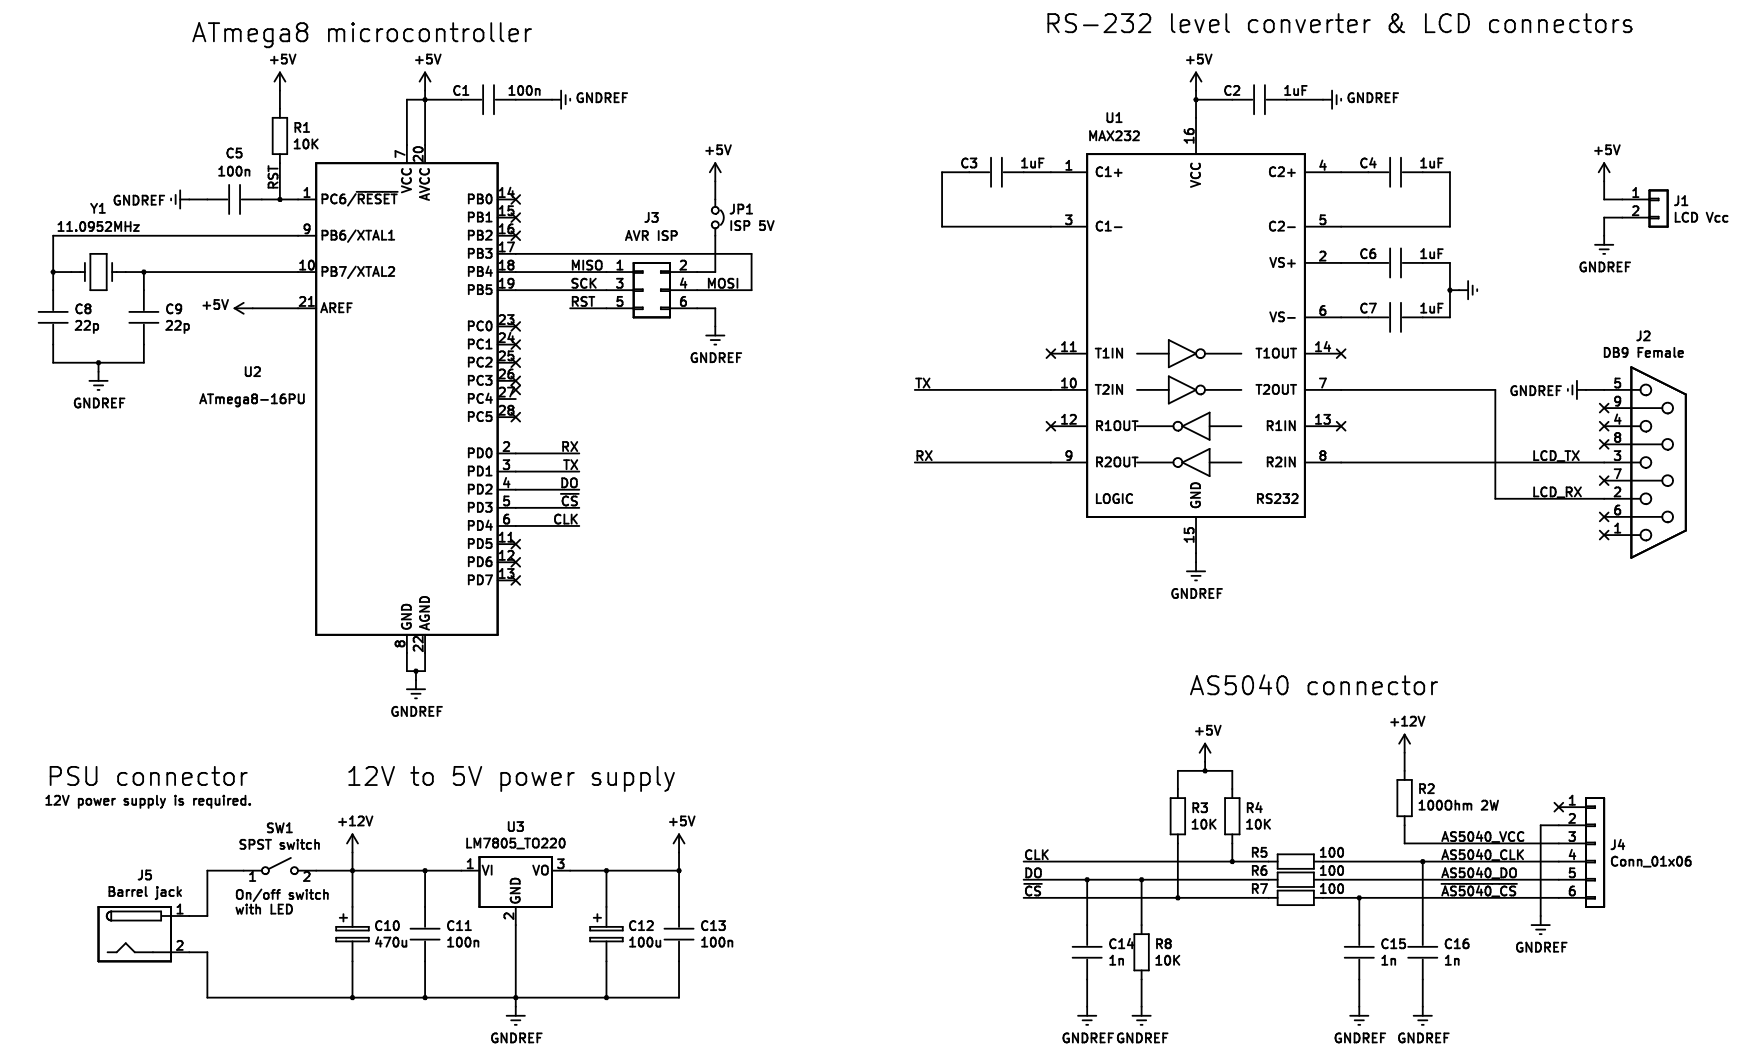 ATmega8 microcontroller
+5V
+5V
C1
100n
GNDREF
R1
10K
RST
C5
100n
GNDREF
Y1
11.0952MHz
C8
22p
C9
22p
GNDREF
+5V
1
9
10
21
7
20
VCC
AVCC
PC6/RESET
PB6/XTAL1
PB7/XTAL2
AREF
U2
ATmega8-16PU
PB0 14
PB1 15
PB2 16
PB3 17
PB4 18
PB5 19
PC0 23
PC1 24
PC2 25
PC3 26
PC4 27
PC5 28
PD0 2 RX
PD1 3 TX
PD2 4 DO
PD3 5 CS
PD4 6 CLK
PD5 11
PD6 12
PD7 13
GND
AGND
8
22
GNDREF
+5V
JP1
ISP 5V
J3
AVR ISP
MISO 1 2
SCK 3 4 MOSI
RST 5 6
GNDREF
RS-232 level converter & LCD connectors
+5V
C2
1uF
GNDREF
U1
MAX232
16
VCC
C3
1uF
1 C1+
3 C1-
C2+ 4
C4
1uF
C2- 5
VS+ 2
C6
1uF
VS- 6
C7
1uF
11 T1IN T1OUT 14
TX 10 T2IN T2OUT 7
12 R1OUT R1IN 13
RX 9 R2OUT R2IN 8
LOGIC
GND
RS232
15
GNDREF
+5V
1
2
J1
LCD Vcc
GNDREF
J2
DB9 Female
GNDREF 5
9
4
8
LCD_TX 3
7
LCD_RX 2
6
1
PSU connector
12V power supply is required.
J5
Barrel jack
1
2
SW1
SPST switch
1 2
On/off switch
with LED
12V to 5V power supply
+12V
+
C10
470u
C11
100n
U3
LM7805_TO220
1 VI VO 3
GND
2
GNDREF
+5V
+
C12
100u
C13
100n
AS5040 connector
+5V
+12V
R3
10K
R4
10K
R2
100Ohm 2W
CLK
DO
CS
R5 100
R6 100
R7 100
AS5040_VCC
AS5040_CLK
AS5040_DO
AS5040_CS
1
2
3
4
5
6
J4
Conn_01x06
GNDREF
C14
1n
R8
10K
C15
1n
C16
1n
GNDREF
GNDREF
GNDREF
GNDREF